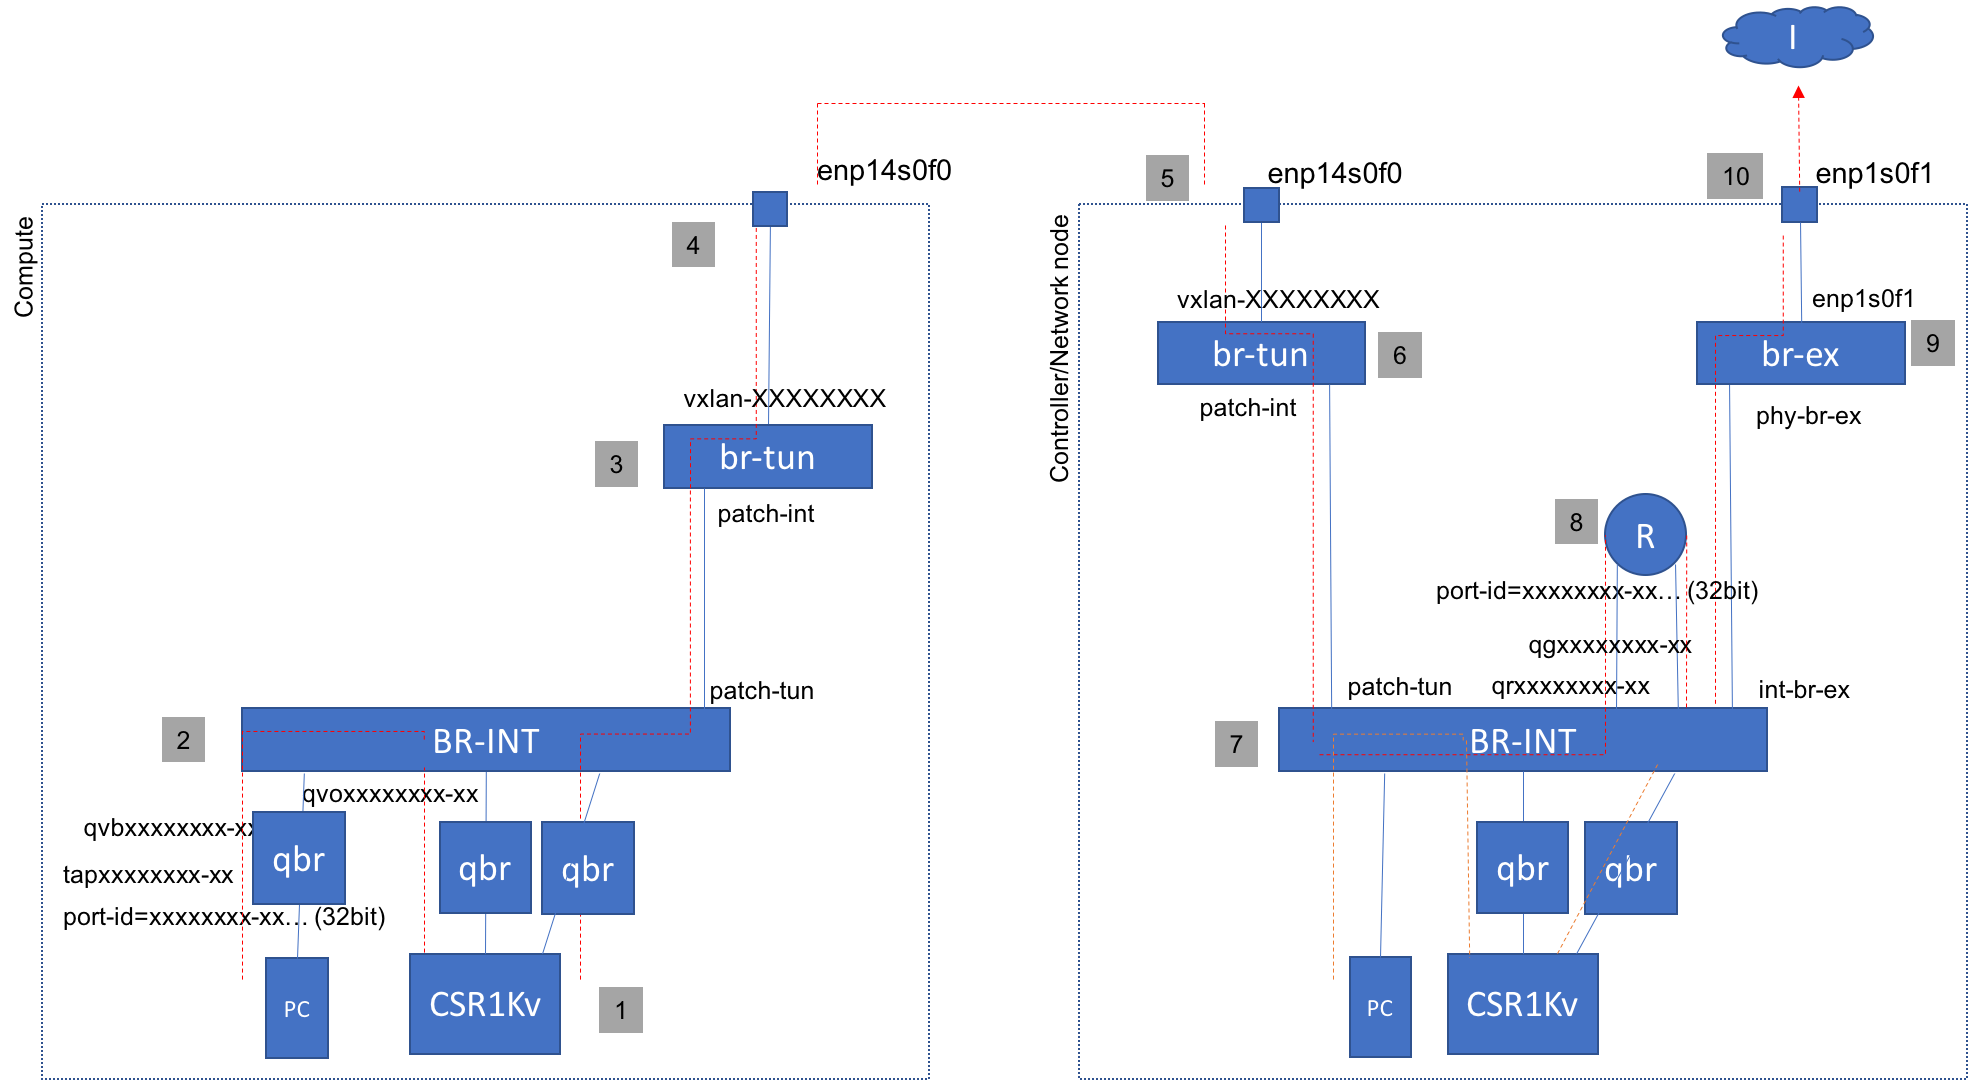 I
enp14s0f0
5
enp14s0f0
10
enp1s0f1
Compute
4
Controller/Network node
vxlan-XXXXXXXX
enp1s0f1
br-tun
6
br-ex
9
vxlan-XXXXXXXX
patch-int
phy-br-ex
3
br-tun
patch-int
8
R
port-id=xxxxxxxx-xx... (32bit)
qgxxxxxxxx-xx
patch-tun
patch-tun
qrxxxxxxxx-xx
int-br-ex
2
BR-INT
7
BR-INT
qvoxxxxxxxx-xx
qvbxxxxxxxx-xx
qbr
qbr
qbr
qbr
qbr
tapxxxxxxxx-xx
port-id=xxxxxxxx-xx... (32bit)
PC
CSR1Kv
1
PC
CSR1Kv